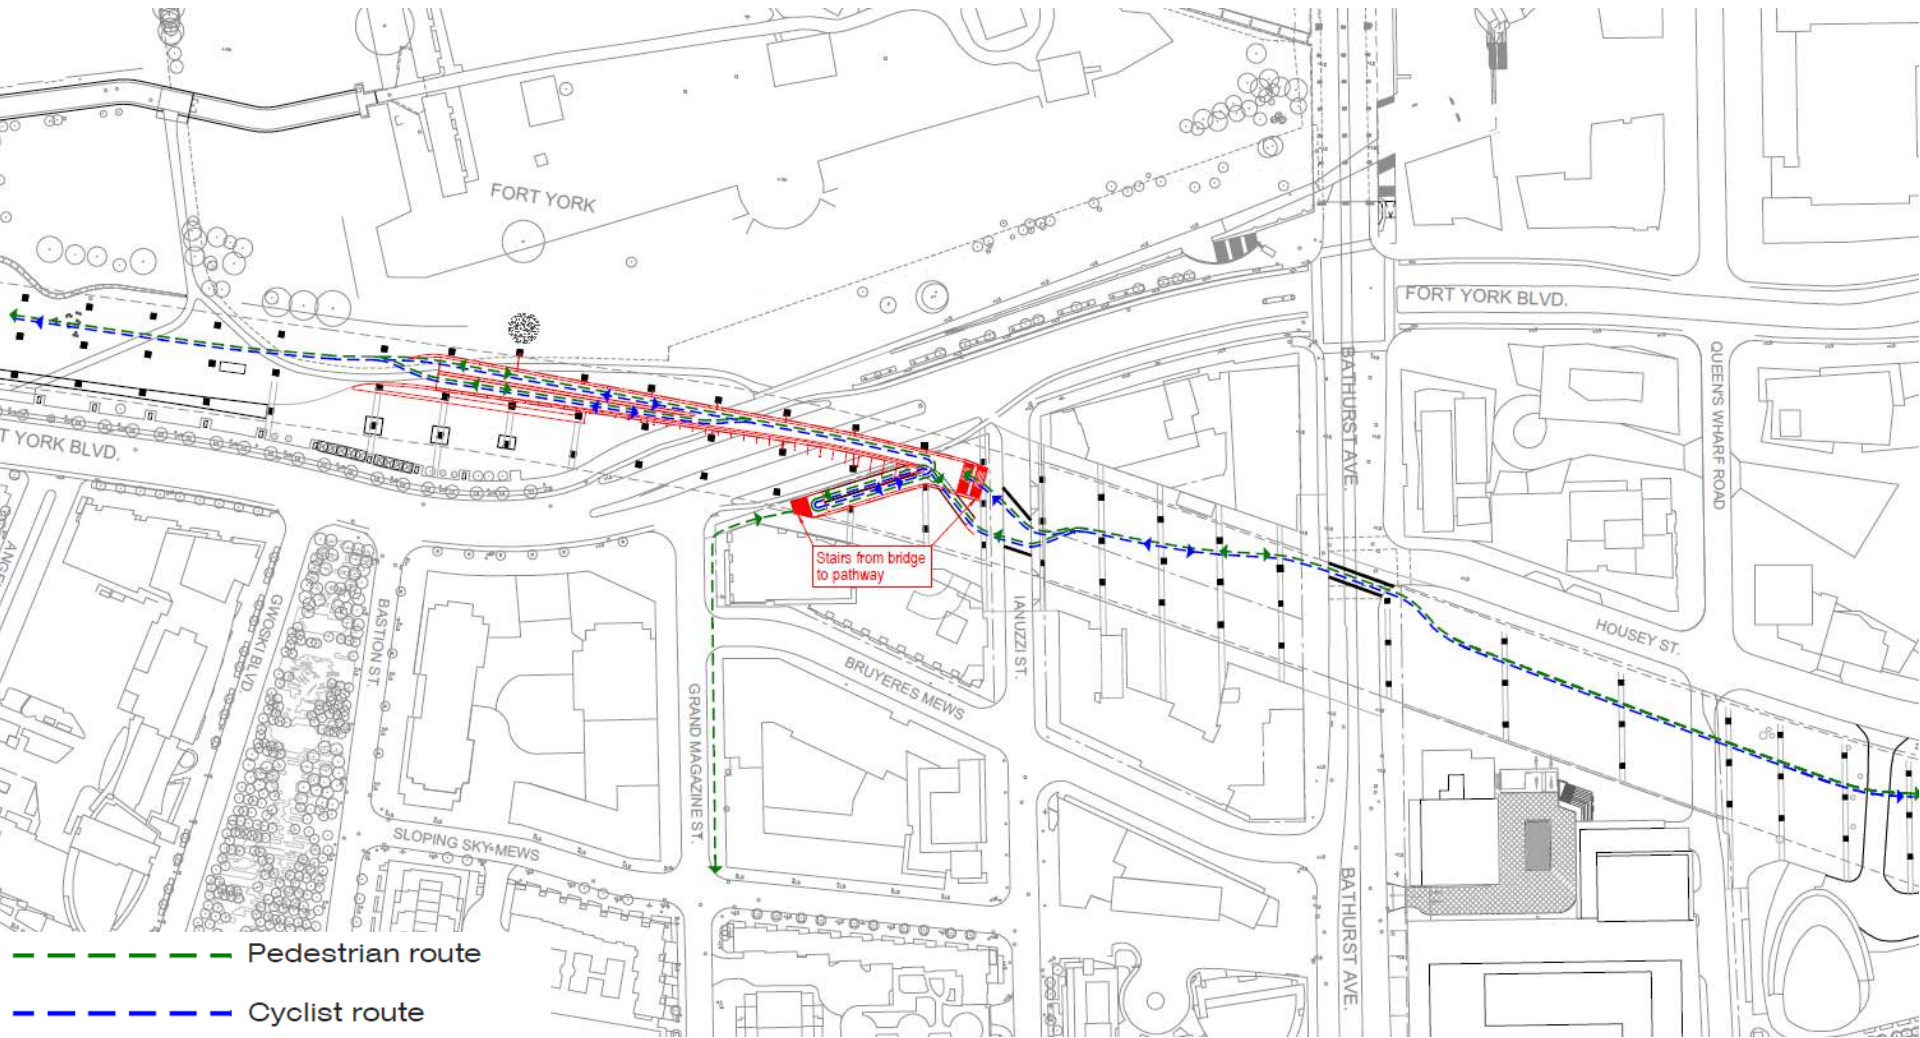 FORT YORK
FORT YORK BLVD.
BATHURST AVE.
QUEEN'S WHARF ROAD
T YORK BLVD.
Stairs from bridge
to pathway
ANGE
GWOSKI BLVD
BASTION ST.
IANUZZI ST.
HOUSEY ST.
BRUYERES MEWS
GRAND MAGAZINE ST.
SLOPING SKY MEWS
BATHURST AVE.
Pedestrian route
Cyclist route